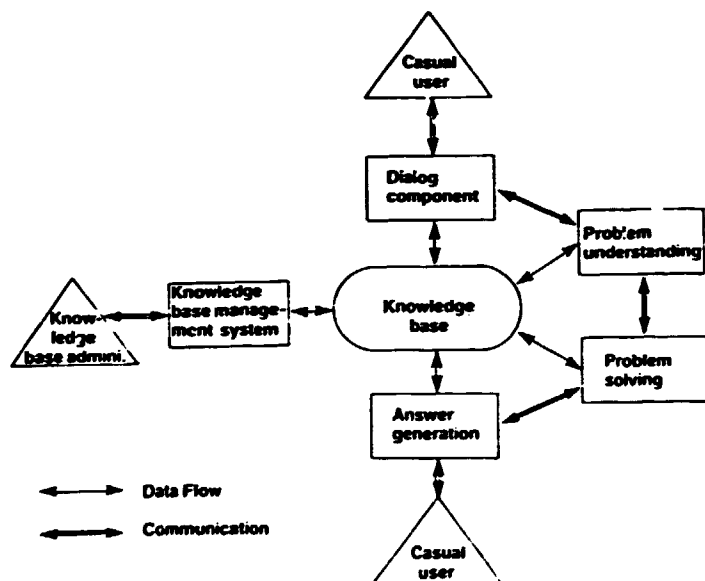 Casual
user
Dialog
component
Problem
understanding
Knowledge
base manage-
ment system
Know-
ledge
base admini.
Knowledge
base
Problem
solving
Answer
generation
Data Flow
Communication
Casual
user